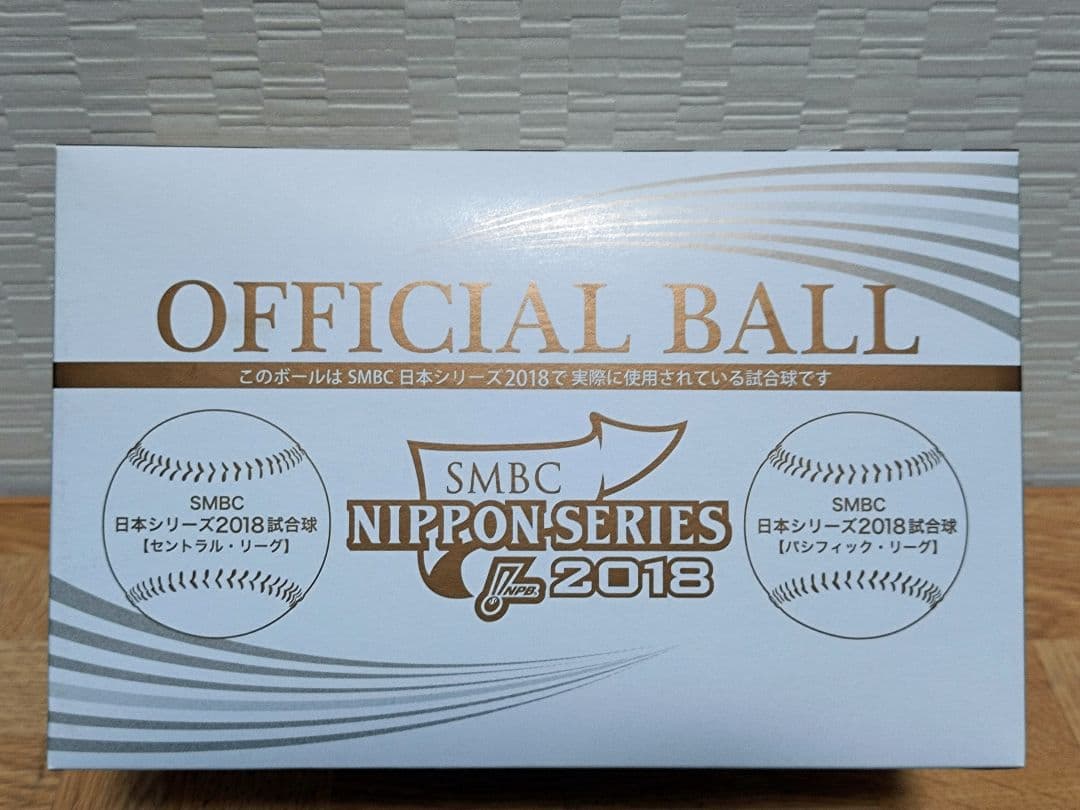 OFFICIAL BALL
このボールは SMBC 日本シリーズ2018で 実際に使用されている試合球です
SMBC
日本シリーズ2018試合球
【セントラル・リーグ】
SMBC
NIPPON SERIES
NPB
2018
SMBC
日本シリーズ2018試合球
【パシフィック・リーグ】